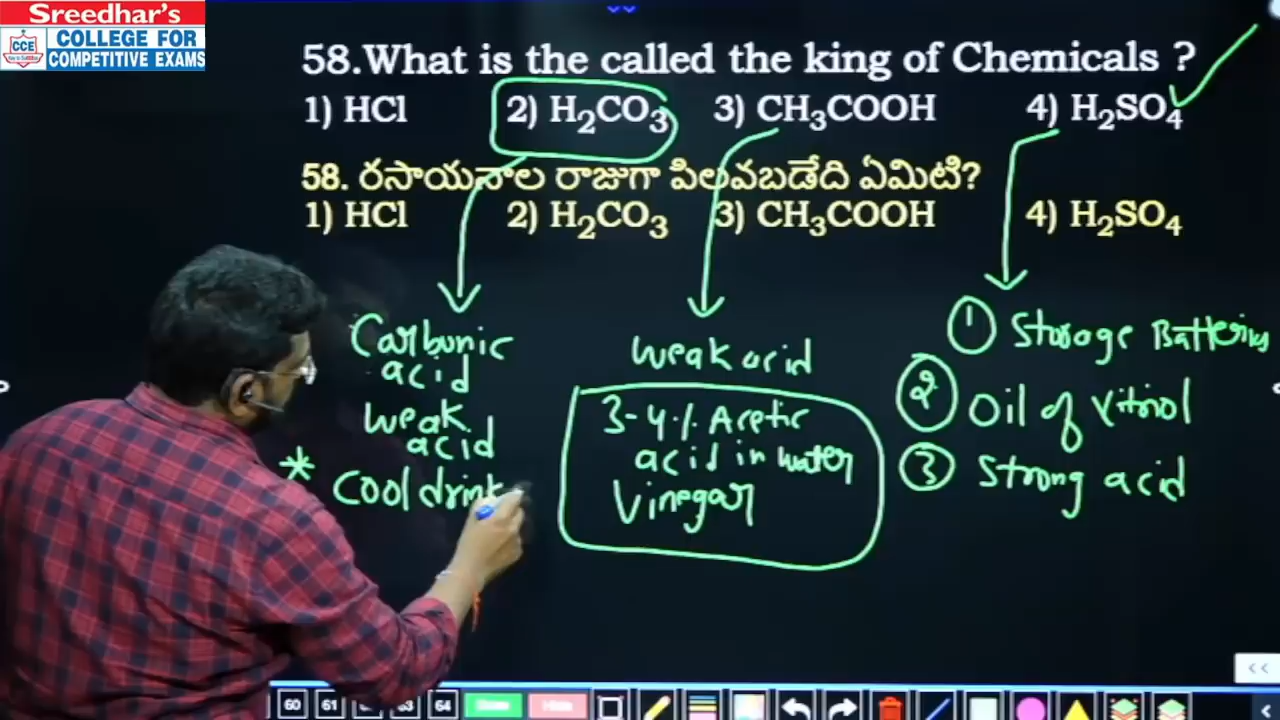 Sreedhar's
CCE
COLLEGE FOR
COMPETITIVE EXAMS
58.What is the called the king of Chemicals ?
1) HCl 2) H₂CO₃ 3) CH₃COOH 4) H₂SO₄
58. రసాయనాల రాజుగా పిలవబడేది ఏమిటి?
1) HCl 2) H₂CO₃ 3) CH₃COOH 4) H₂SO₄
Carbonic
acid
weak
acid
* Cool drink
weak acid
3-4% Acetic
acid in water
Vinegar
① Storage Batteries
② Oil of Vitriol
③ Strong acid
60 61 63 64
<<